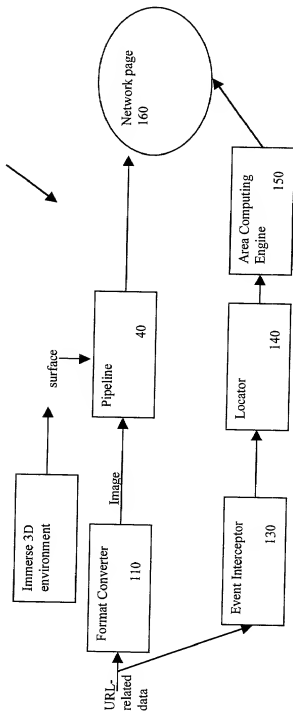 Immerse 3D
environment
surface
URL-
related
data
Format Converter
110
Image
Pipeline
40
Network page
160
Event Interceptor
130
Locator
140
Area Computing
Engine
150